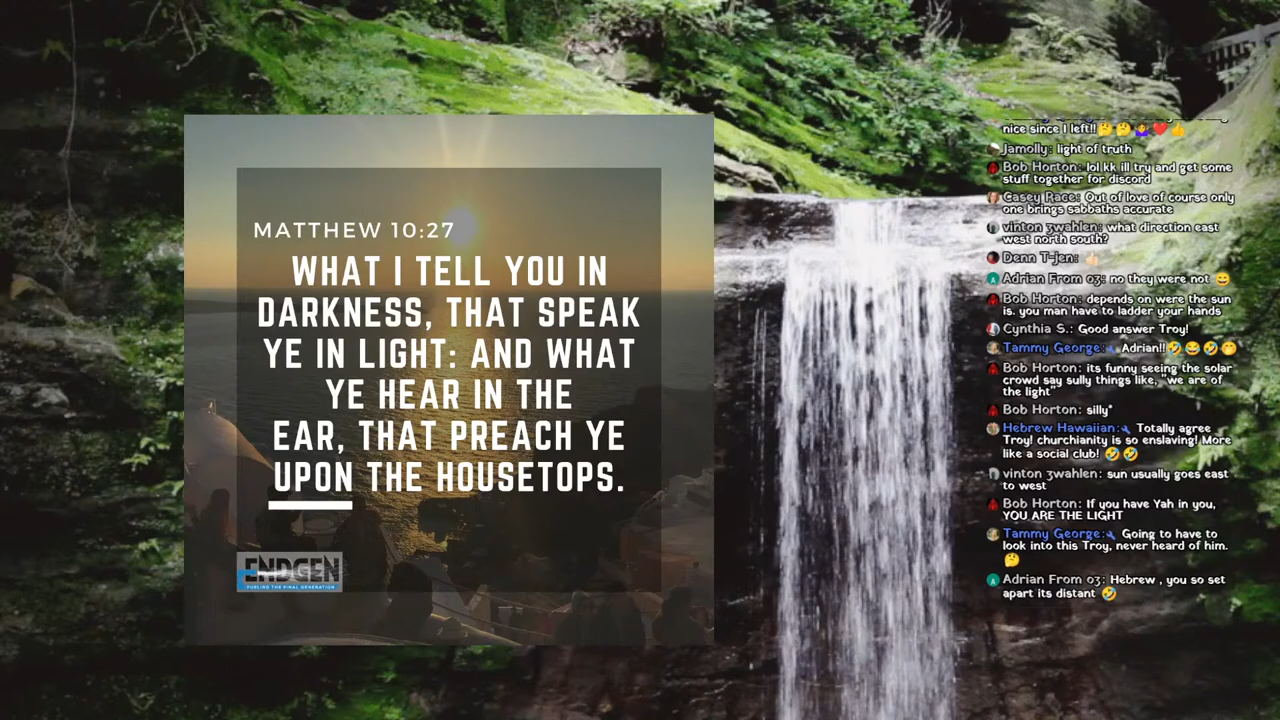 MATTHEW 10:27
WHAT I TELL YOU IN
DARKNESS, THAT SPEAK
YE IN LIGHT: AND WHAT
YE HEAR IN THE
EAR, THAT PREACH YE
UPON THE HOUSETOPS.
ENDGEN
FUELING THE FINAL GENERATION
nice since I left!! 🤔 🤔 🤷‍♀️ ❤️ 👍
Jamolly: light of truth
Bob Horton: lol kk ill try and get some
stuff together for discord
Casey Race: Out of love of course only
one brings sabbaths accurate
vinton zwahlen: what direction east
west north south?
Denn T-jen: 👍🏻
Adrian From oz: no they were not 😄
Bob Horton: depends on were the sun
is. you man have to ladder your hands
Cynthia S.: Good answer Troy!
Tammy George: Adrian!! 🤣 😂 🤣 🤭
Bob Horton: its funny seeing the solar
crowd say sully things like, "we are of
the light"
Bob Horton: silly*
Hebrew Hawaiian: Totally agree
Troy! churchianity is so enslaving! More
like a social club! 🤣 🤣
vinton zwahlen: sun usually goes east
to west
Bob Horton: If you have Yah in you,
YOU ARE THE LIGHT
Tammy George: Going to have to
look into this Troy, never heard of him.
🤔
Adrian From oz: Hebrew , you so set
apart its distant 🤣